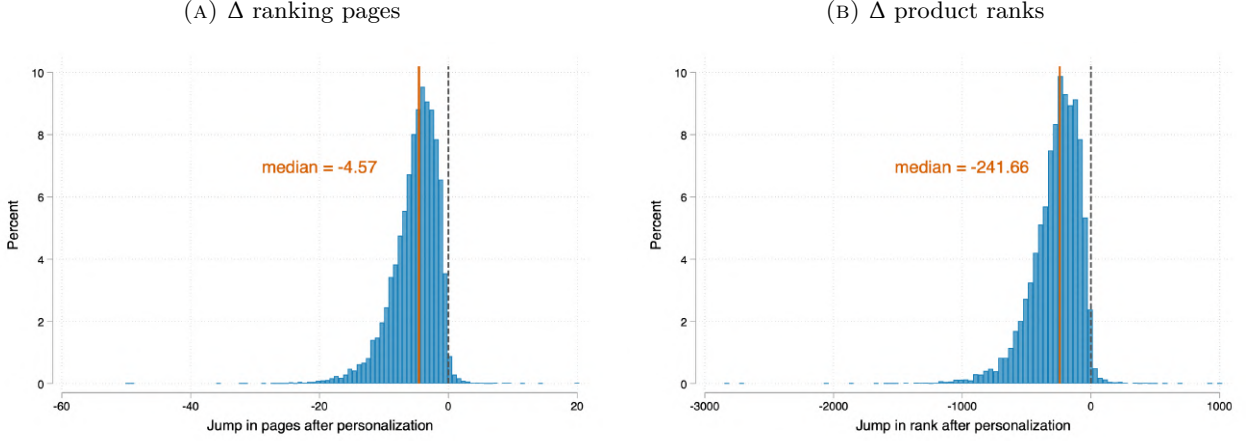 (A) Δ ranking pages
10
8
6
4
2
0
Percent
median = -4.57
-60
-40
-20
0
20
Jump in pages after personalization
(B) Δ product ranks
10
8
6
4
2
0
Percent
median = -241.66
-3000
-2000
-1000
0
1000
Jump in rank after personalization